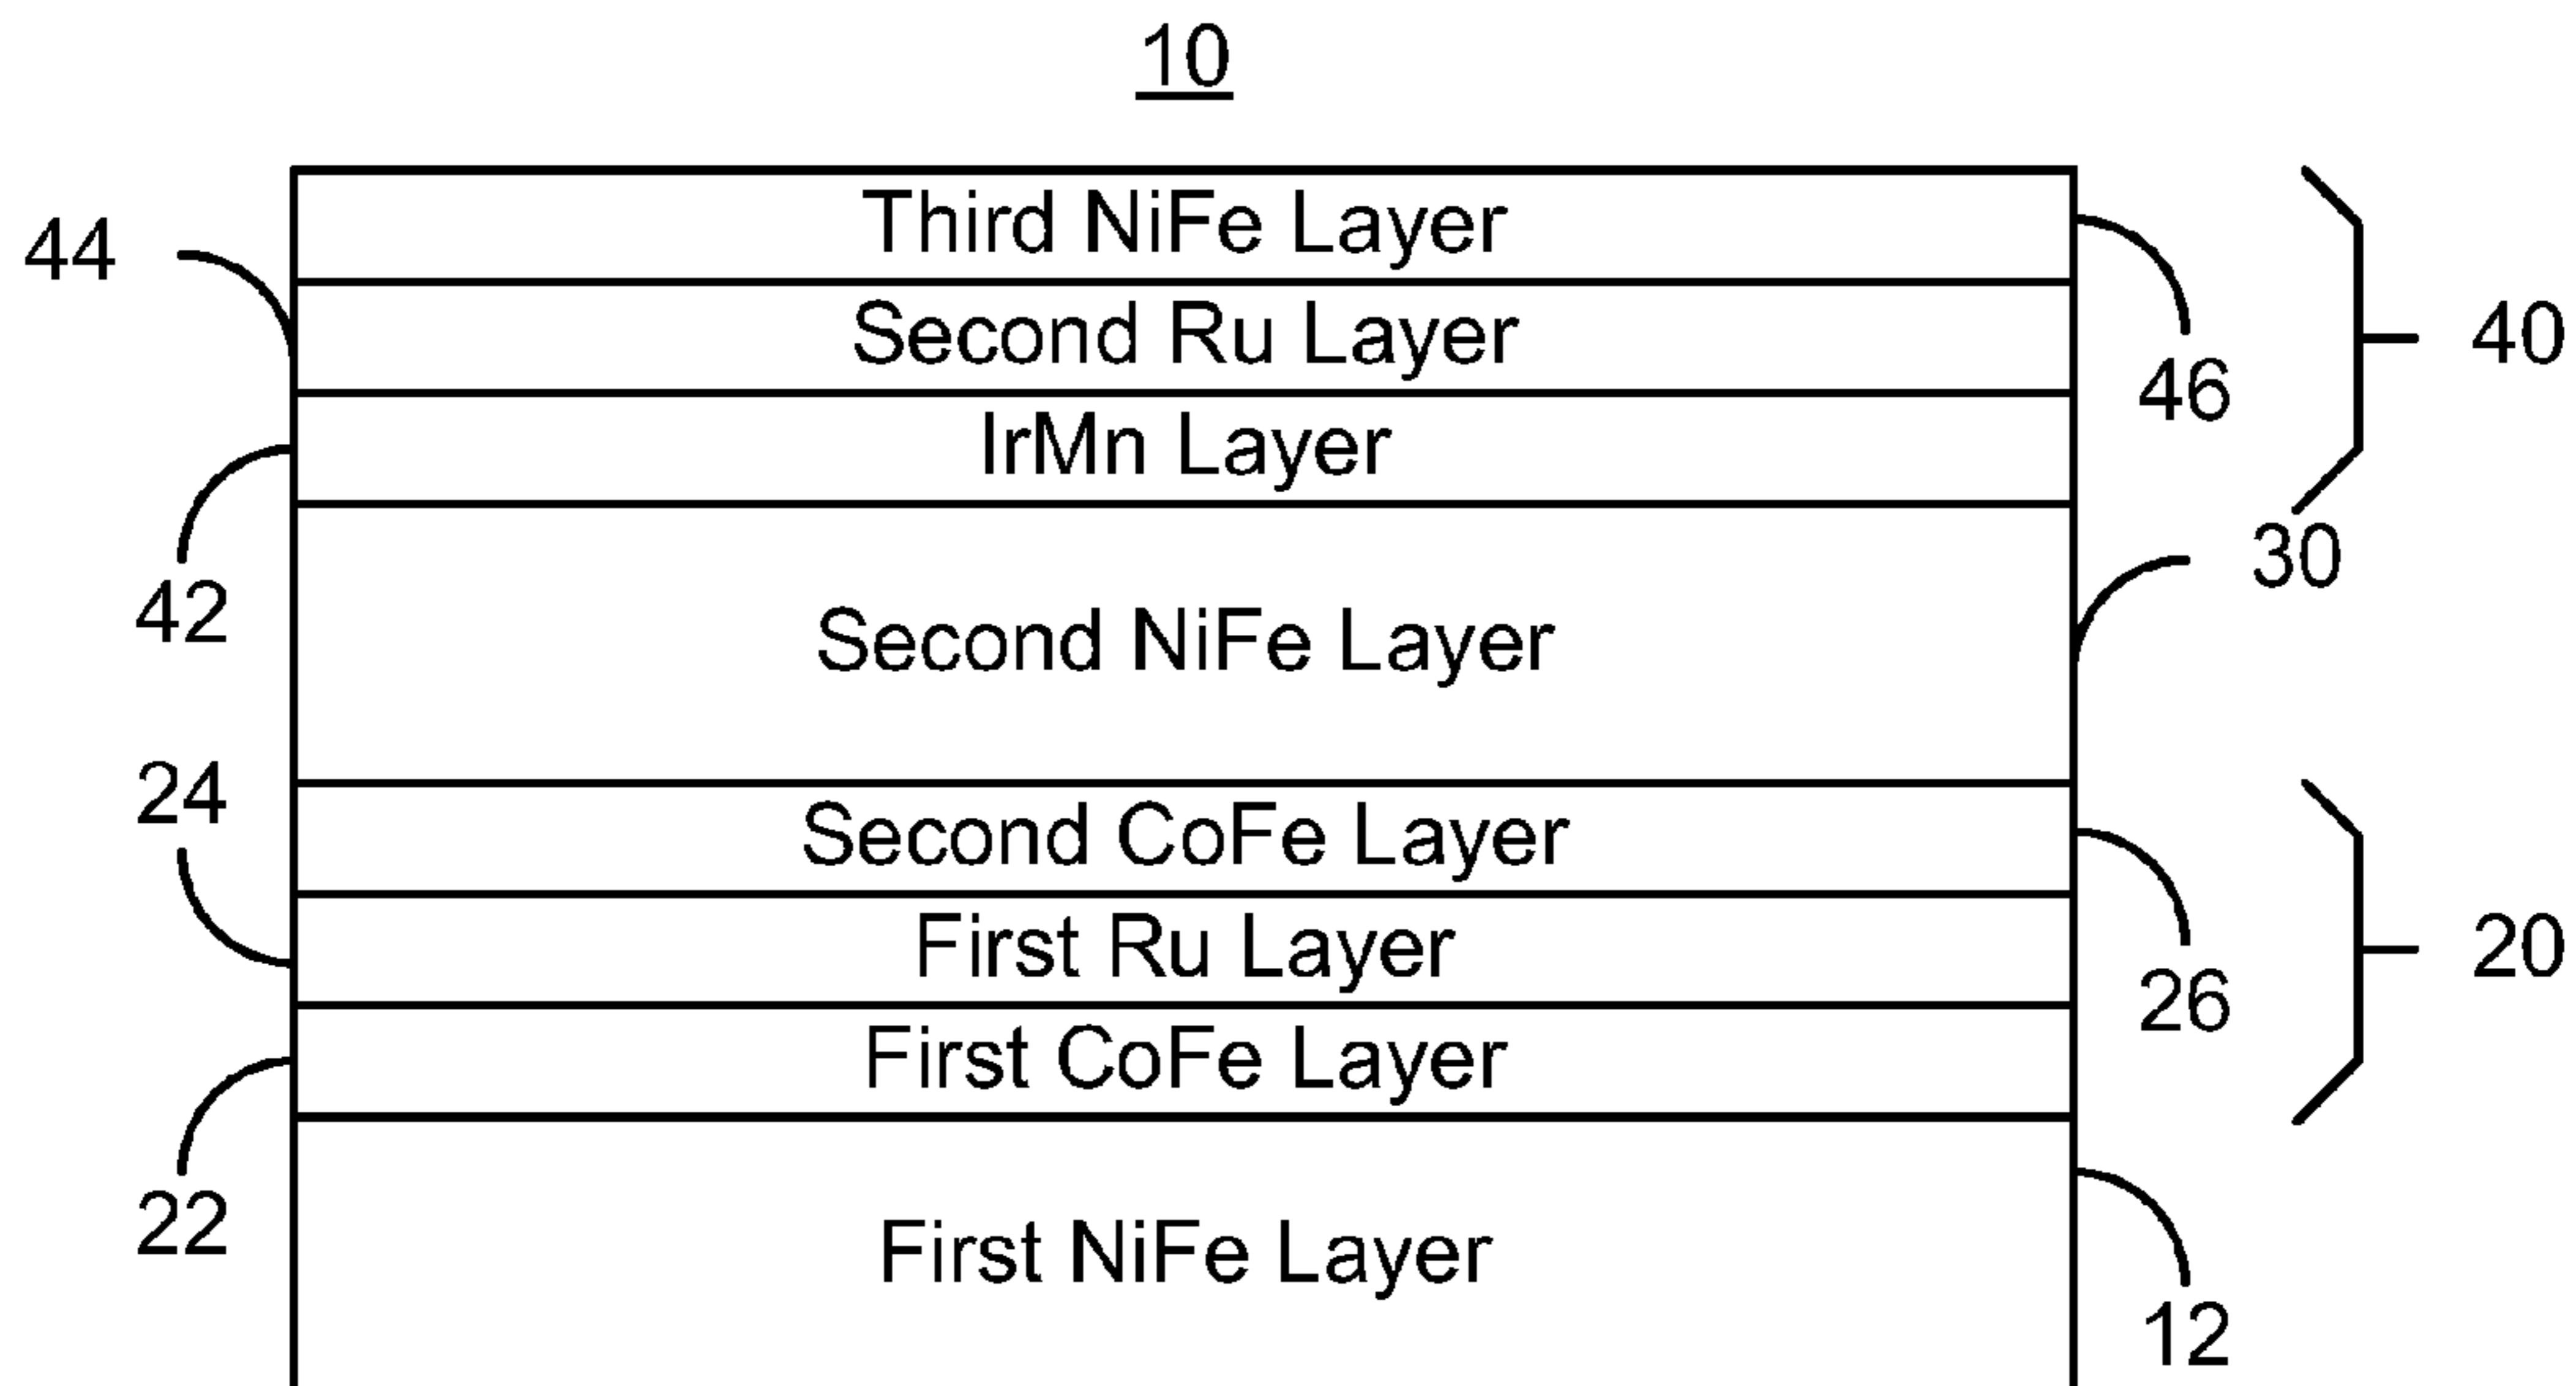 10
Third NiFe Layer
44
Second Ru Layer
40
46
IrMn Layer
30
42
Second NiFe Layer
24
Second CoFe Layer
First Ru Layer
20
26
First CoFe Layer
22
First NiFe Layer
12